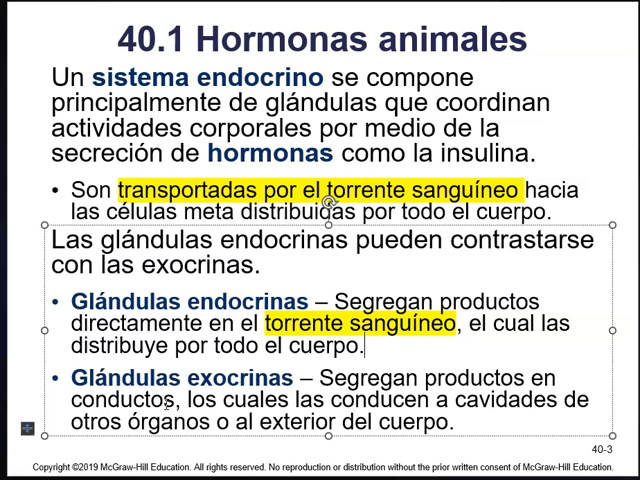 40.1 Hormonas animales
Un sistema endocrino se compone
principalmente de glándulas que coordinan
actividades corporales por medio de la
secreción de hormonas como la insulina.
• Son transportadas por el torrente sanguíneo hacia
las células meta distribuidas por todo el cuerpo.
Las glándulas endocrinas pueden contrastarse
con las exocrinas.
• Glándulas endocrinas – Segregan productos
directamente en el torrente sanguíneo, el cual las
distribuye por todo el cuerpo.
• Glándulas exocrinas – Segregan productos en
conductos, los cuales las conducen a cavidades de
otros órganos o al exterior del cuerpo.
40-3
Copyright ©2019 McGraw-Hill Education. All rights reserved. No reproduction or distribution without the prior written consent of McGraw-Hill Education.